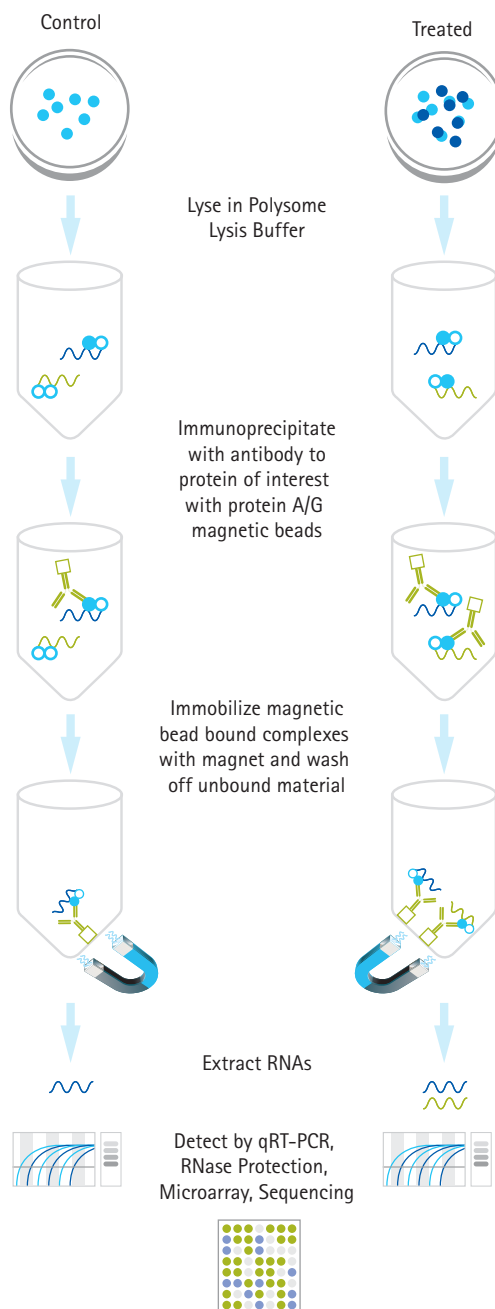 Control
Treated
Lyse in Polysome
Lysis Buffer
Immunoprecipitate
with antibody to
protein of interest
with protein A/G
magnetic beads
Immobilize magnetic
bead bound complexes
with magnet and wash
off unbound material
Extract RNAs
Detect by qRT-PCR,
RNase Protection,
Microarray, Sequencing